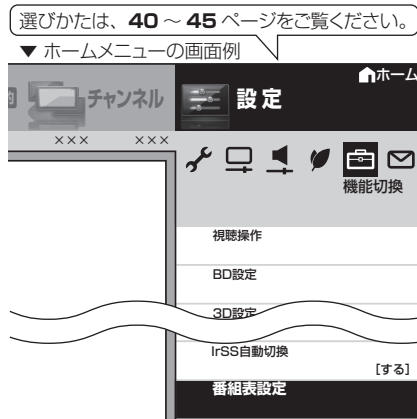 選びかたは、40～45ページをご覧ください。
▼ ホームメニューの画面例
チャンネル
設定
ホーム
××× ×××
機能切換
視聴操作
BD設定
3D設定
IrSS自動切換
[する]
番組表設定